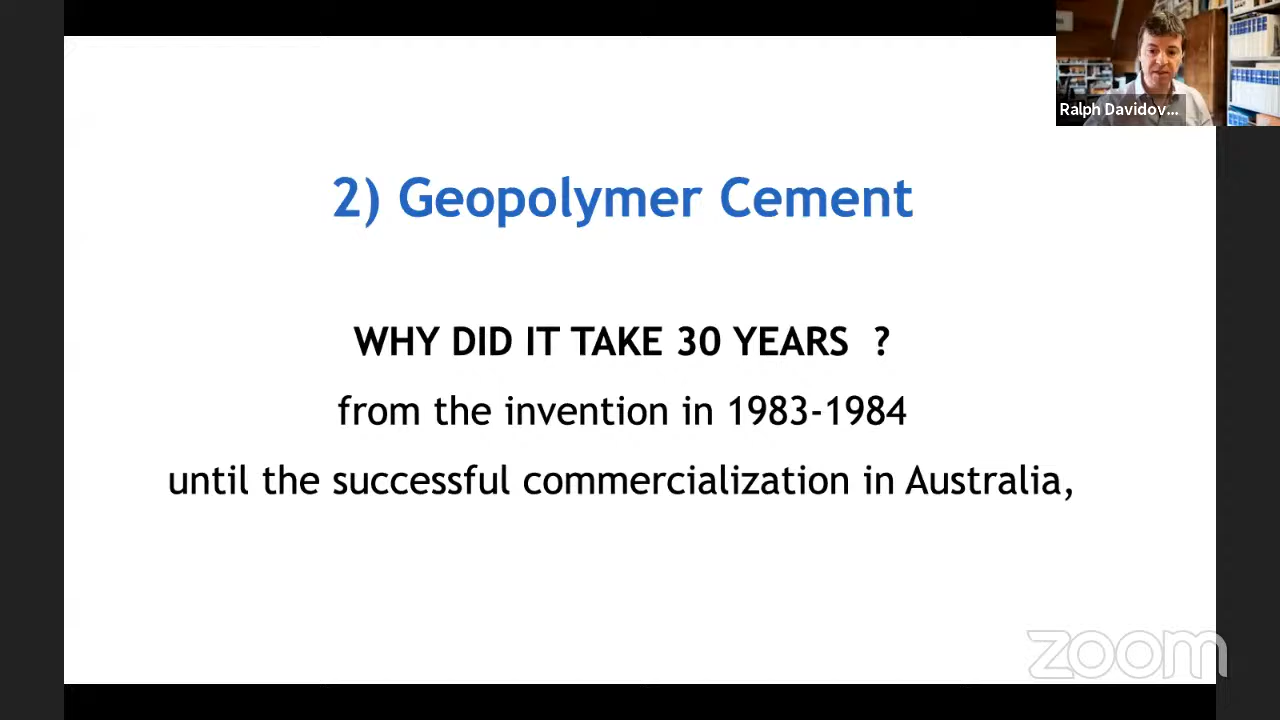 Ralph Davidov...
2) Geopolymer Cement
WHY DID IT TAKE 30 YEARS ?
from the invention in 1983-1984
until the successful commercialization in Australia,
zoom